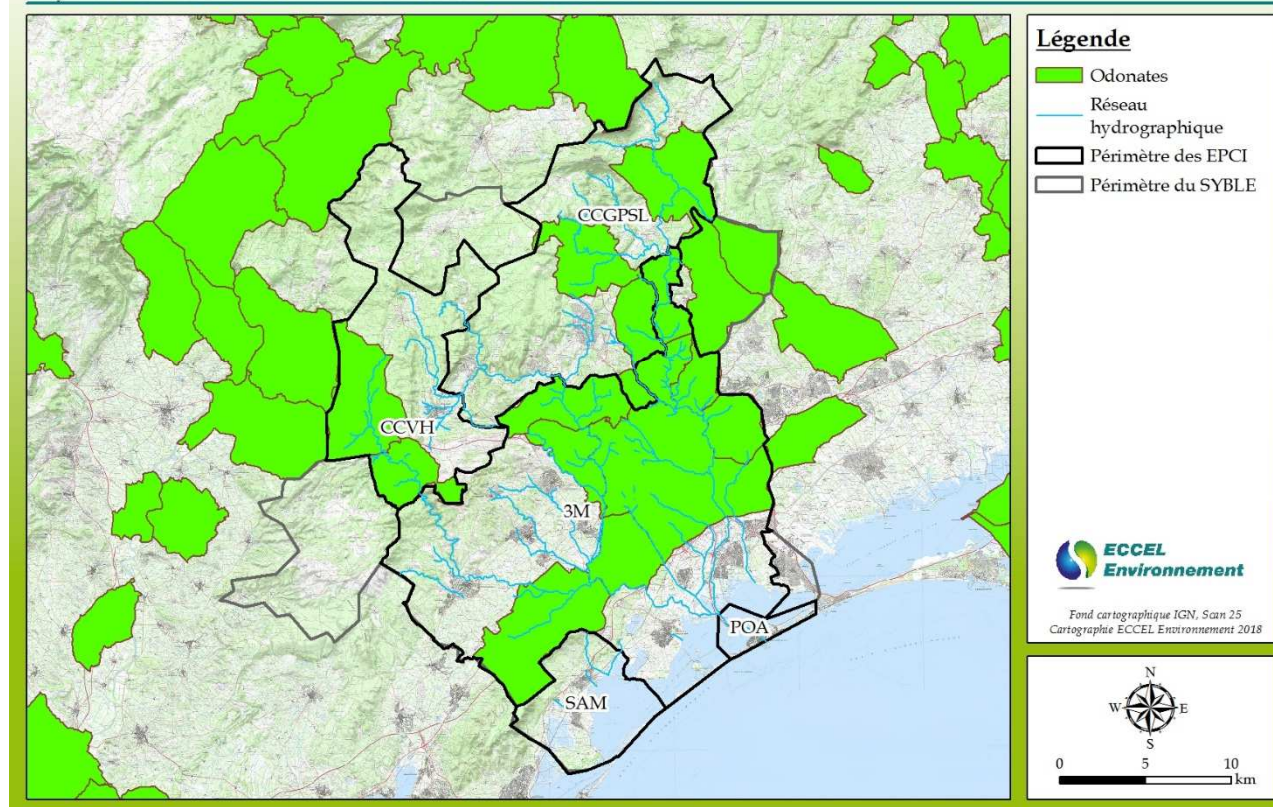 Légende
Odonates
Réseau
hydrographique
Périmètre des EPCI
Périmètre du SYBLE
CCGPSL
CCVH
3M
POA
SAM
ECCEL
Environnement
Fond cartographique IGN, Scan 25
Cartographie ECCEL Environnement 2018
N
W
E
S
0
5
10
km